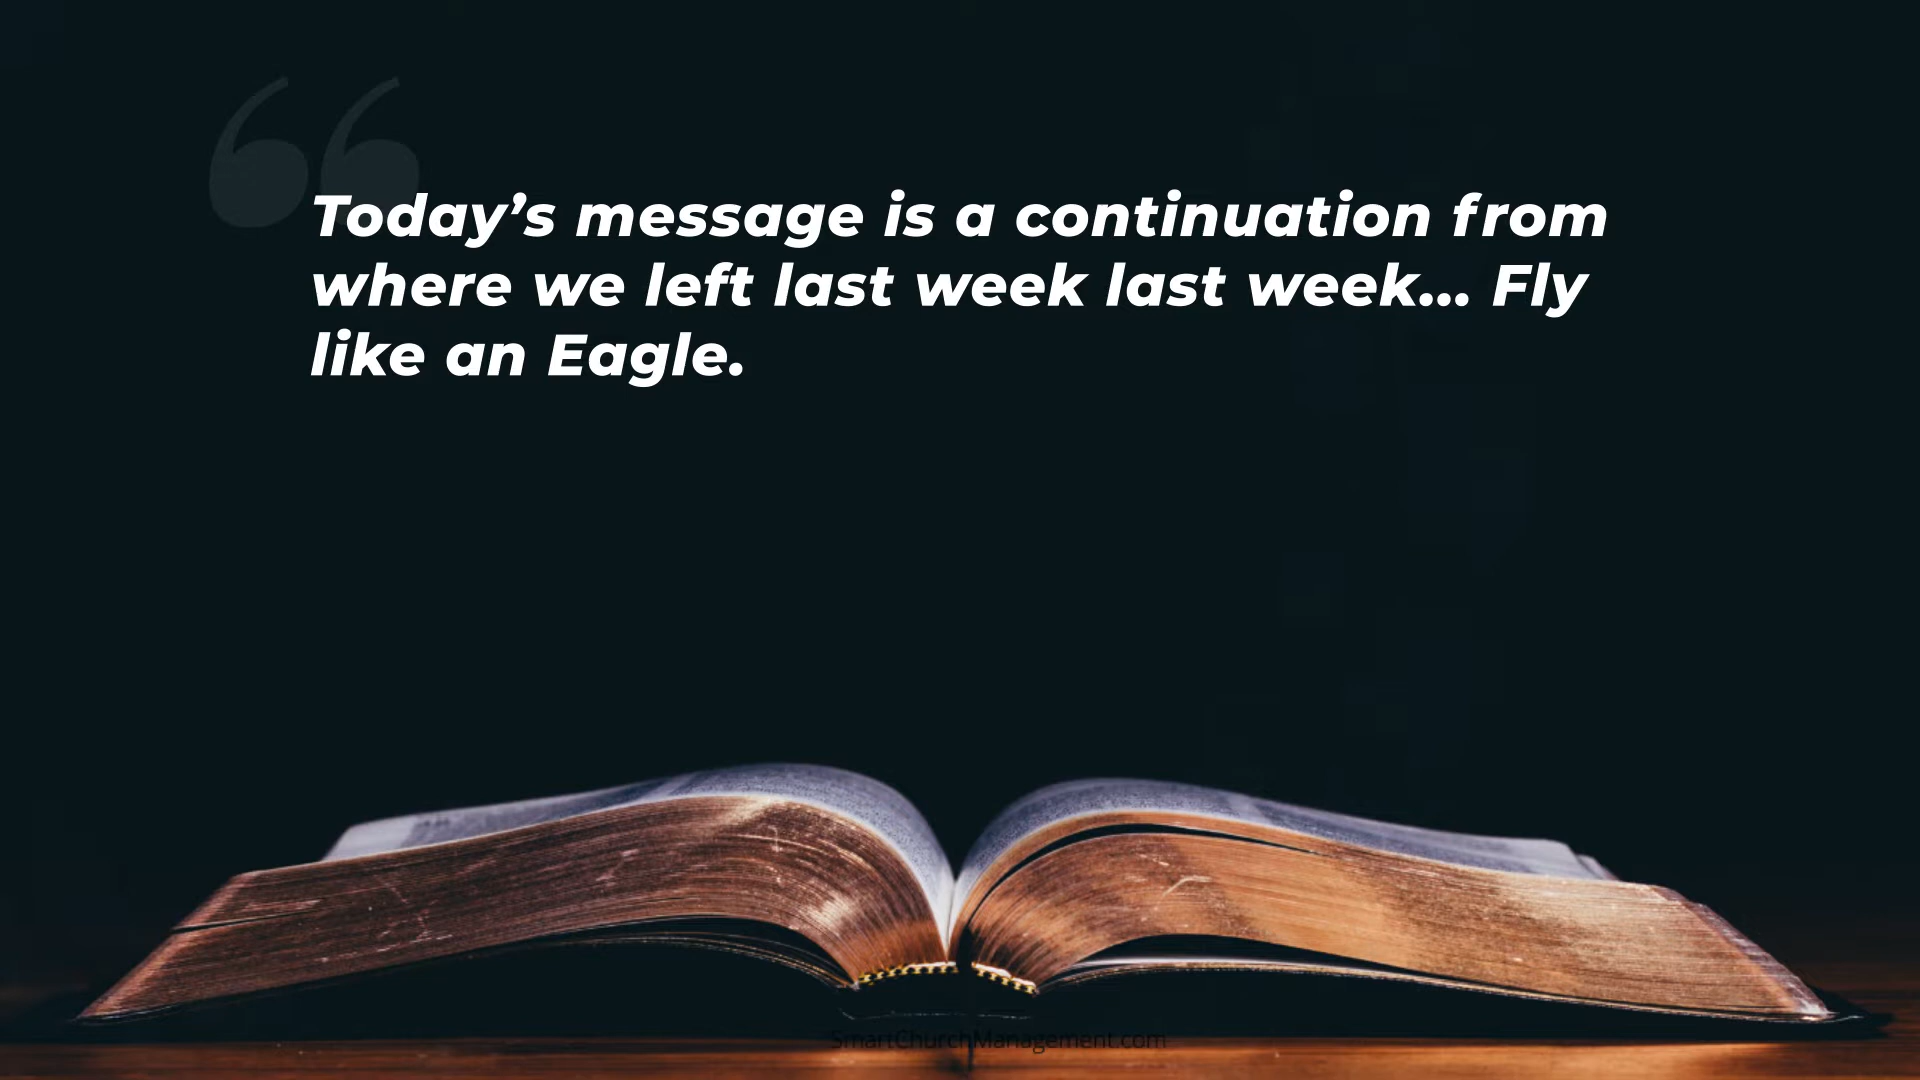 Today’s message is a continuation from
where we left last week last week... Fly
like an Eagle.
SmartChurchManagement.com